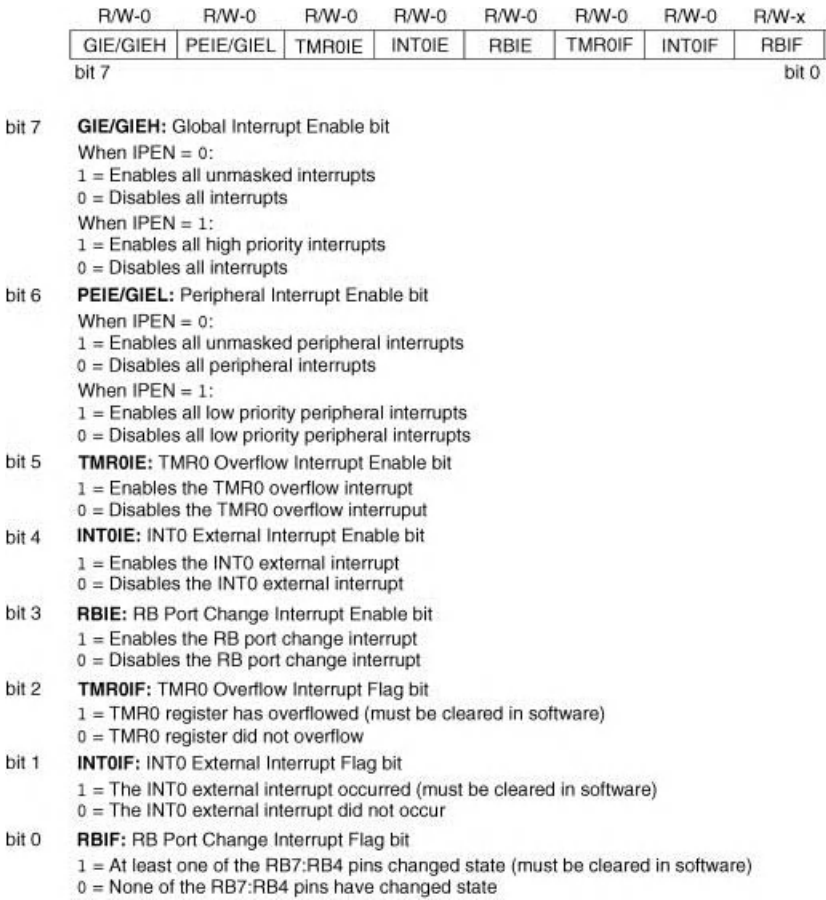 R/W-0 R/W-0 R/W-0 R/W-0 R/W-0 R/W-0 R/W-0 R/W-x
GIE/GIEH PEIE/GIEL TMR0IE INT0IE RBIE TMR0IF INT0IF RBIF
bit 7 bit 0
bit 7 GIE/GIEH: Global Interrupt Enable bit
When IPEN = 0:
1 = Enables all unmasked interrupts
0 = Disables all interrupts
When IPEN = 1:
1 = Enables all high priority interrupts
0 = Disables all interrupts
bit 6 PEIE/GIEL: Peripheral Interrupt Enable bit
When IPEN = 0:
1 = Enables all unmasked peripheral interrupts
0 = Disables all peripheral interrupts
When IPEN = 1:
1 = Enables all low priority peripheral interrupts
0 = Disables all low priority peripheral interrupts
bit 5 TMR0IE: TMR0 Overflow Interrupt Enable bit
1 = Enables the TMR0 overflow interrupt
0 = Disables the TMR0 overflow interruput
bit 4 INT0IE: INT0 External Interrupt Enable bit
1 = Enables the INT0 external interrupt
0 = Disables the INT0 external interrupt
bit 3 RBIE: RB Port Change Interrupt Enable bit
1 = Enables the RB port change interrupt
0 = Disables the RB port change interrupt
bit 2 TMR0IF: TMR0 Overflow Interrupt Flag bit
1 = TMR0 register has overflowed (must be cleared in software)
0 = TMR0 register did not overflow
bit 1 INT0IF: INT0 External Interrupt Flag bit
1 = The INT0 external interrupt occurred (must be cleared in software)
0 = The INT0 external interrupt did not occur
bit 0 RBIF: RB Port Change Interrupt Flag bit
1 = At least one of the RB7:RB4 pins changed state (must be cleared in software)
0 = None of the RB7:RB4 pins have changed state